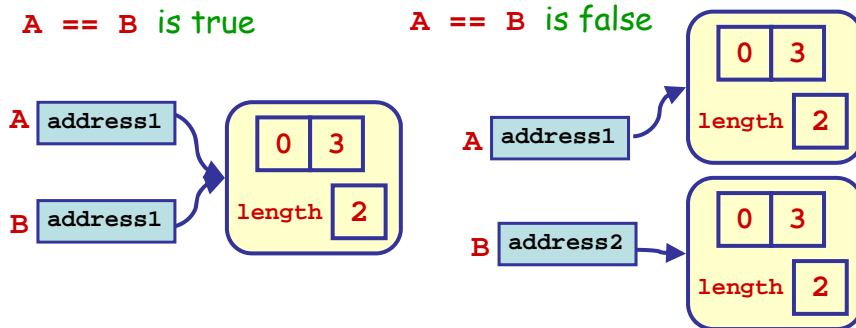 A == B is true
A address1
0 3
length 2
B address1
A == B is false
A address1
0 3
length 2
B address2
0 3
length 2